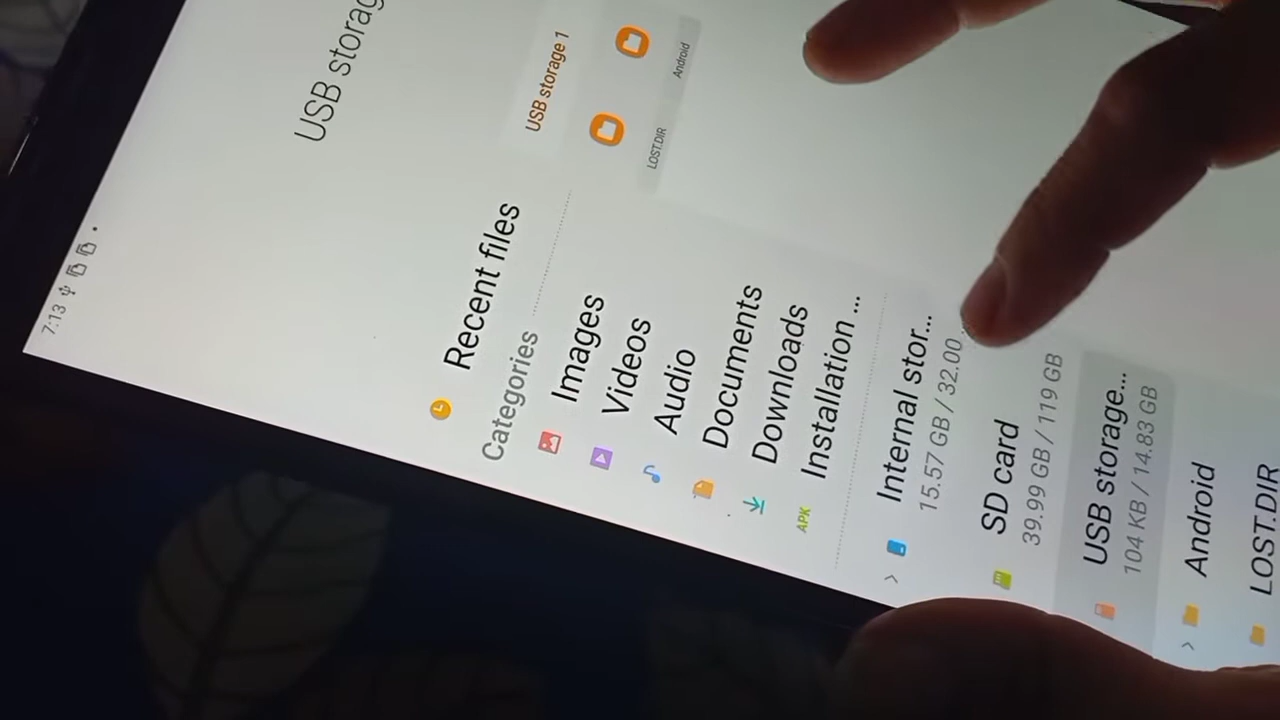 7:13
USB storag
Recent files
Categories
Images
Videos
Audio
Documents
Downloads
APK Installation ...
Internal stor...
15.57 GB / 32.00
SD card
39.99 GB / 119 GB
USB storage...
104 KB / 14.83 GB
Android
LOST.DIR
USB storage 1
LOST.DIR
Android